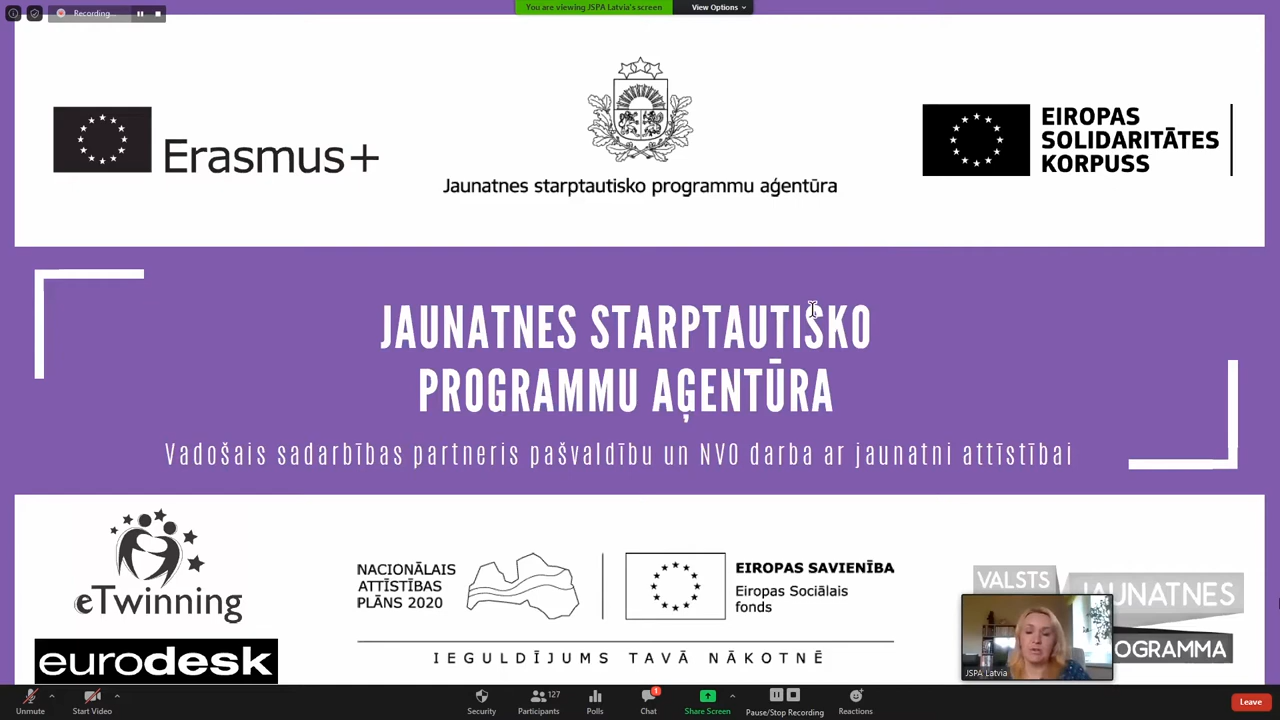 Recording...
You are viewing JSPA Latvia's screen
View Options
Erasmus+
Jaunatnes starptautisko programmu aģentūra
EIROPAS
SOLIDARITĀTES
KORPUSS
JAUNATNES STARPTAUTISKO
PROGRAMMU AĢENTŪRA
Vadošais sadarbības partneris pašvaldību un NVO darba ar jaunatni attīstībai
eTwinning
eurodesk
NACIONĀLAIS
ATTĪSTĪBAS
PLĀNS 2020
EIROPAS SAVIENĪBA
Eiropas Sociālais
fonds
IEGULDĪJUMS TAVĀ NĀKOTNĒ
VALSTS
JAUNATNES
OGRAMMA
JSPA Latvia
Unmute
Start Video
Security
Participants
127
Polls
Chat
1
Share Screen
Pause/Stop Recording
Reactions
Leave